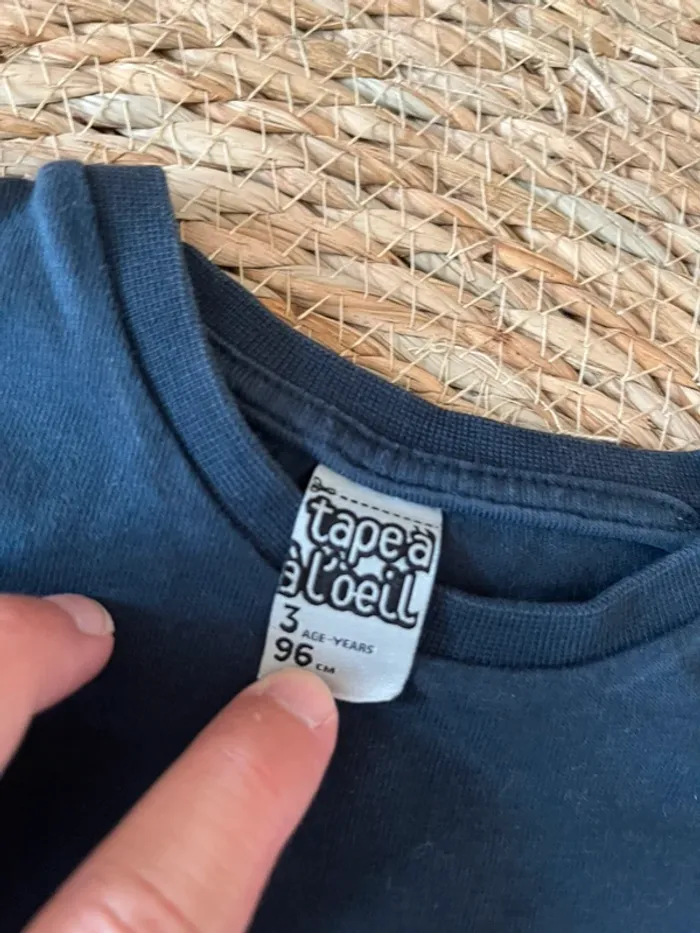 tape à
à l'oeil
3 AGE-YEARS
96 CM